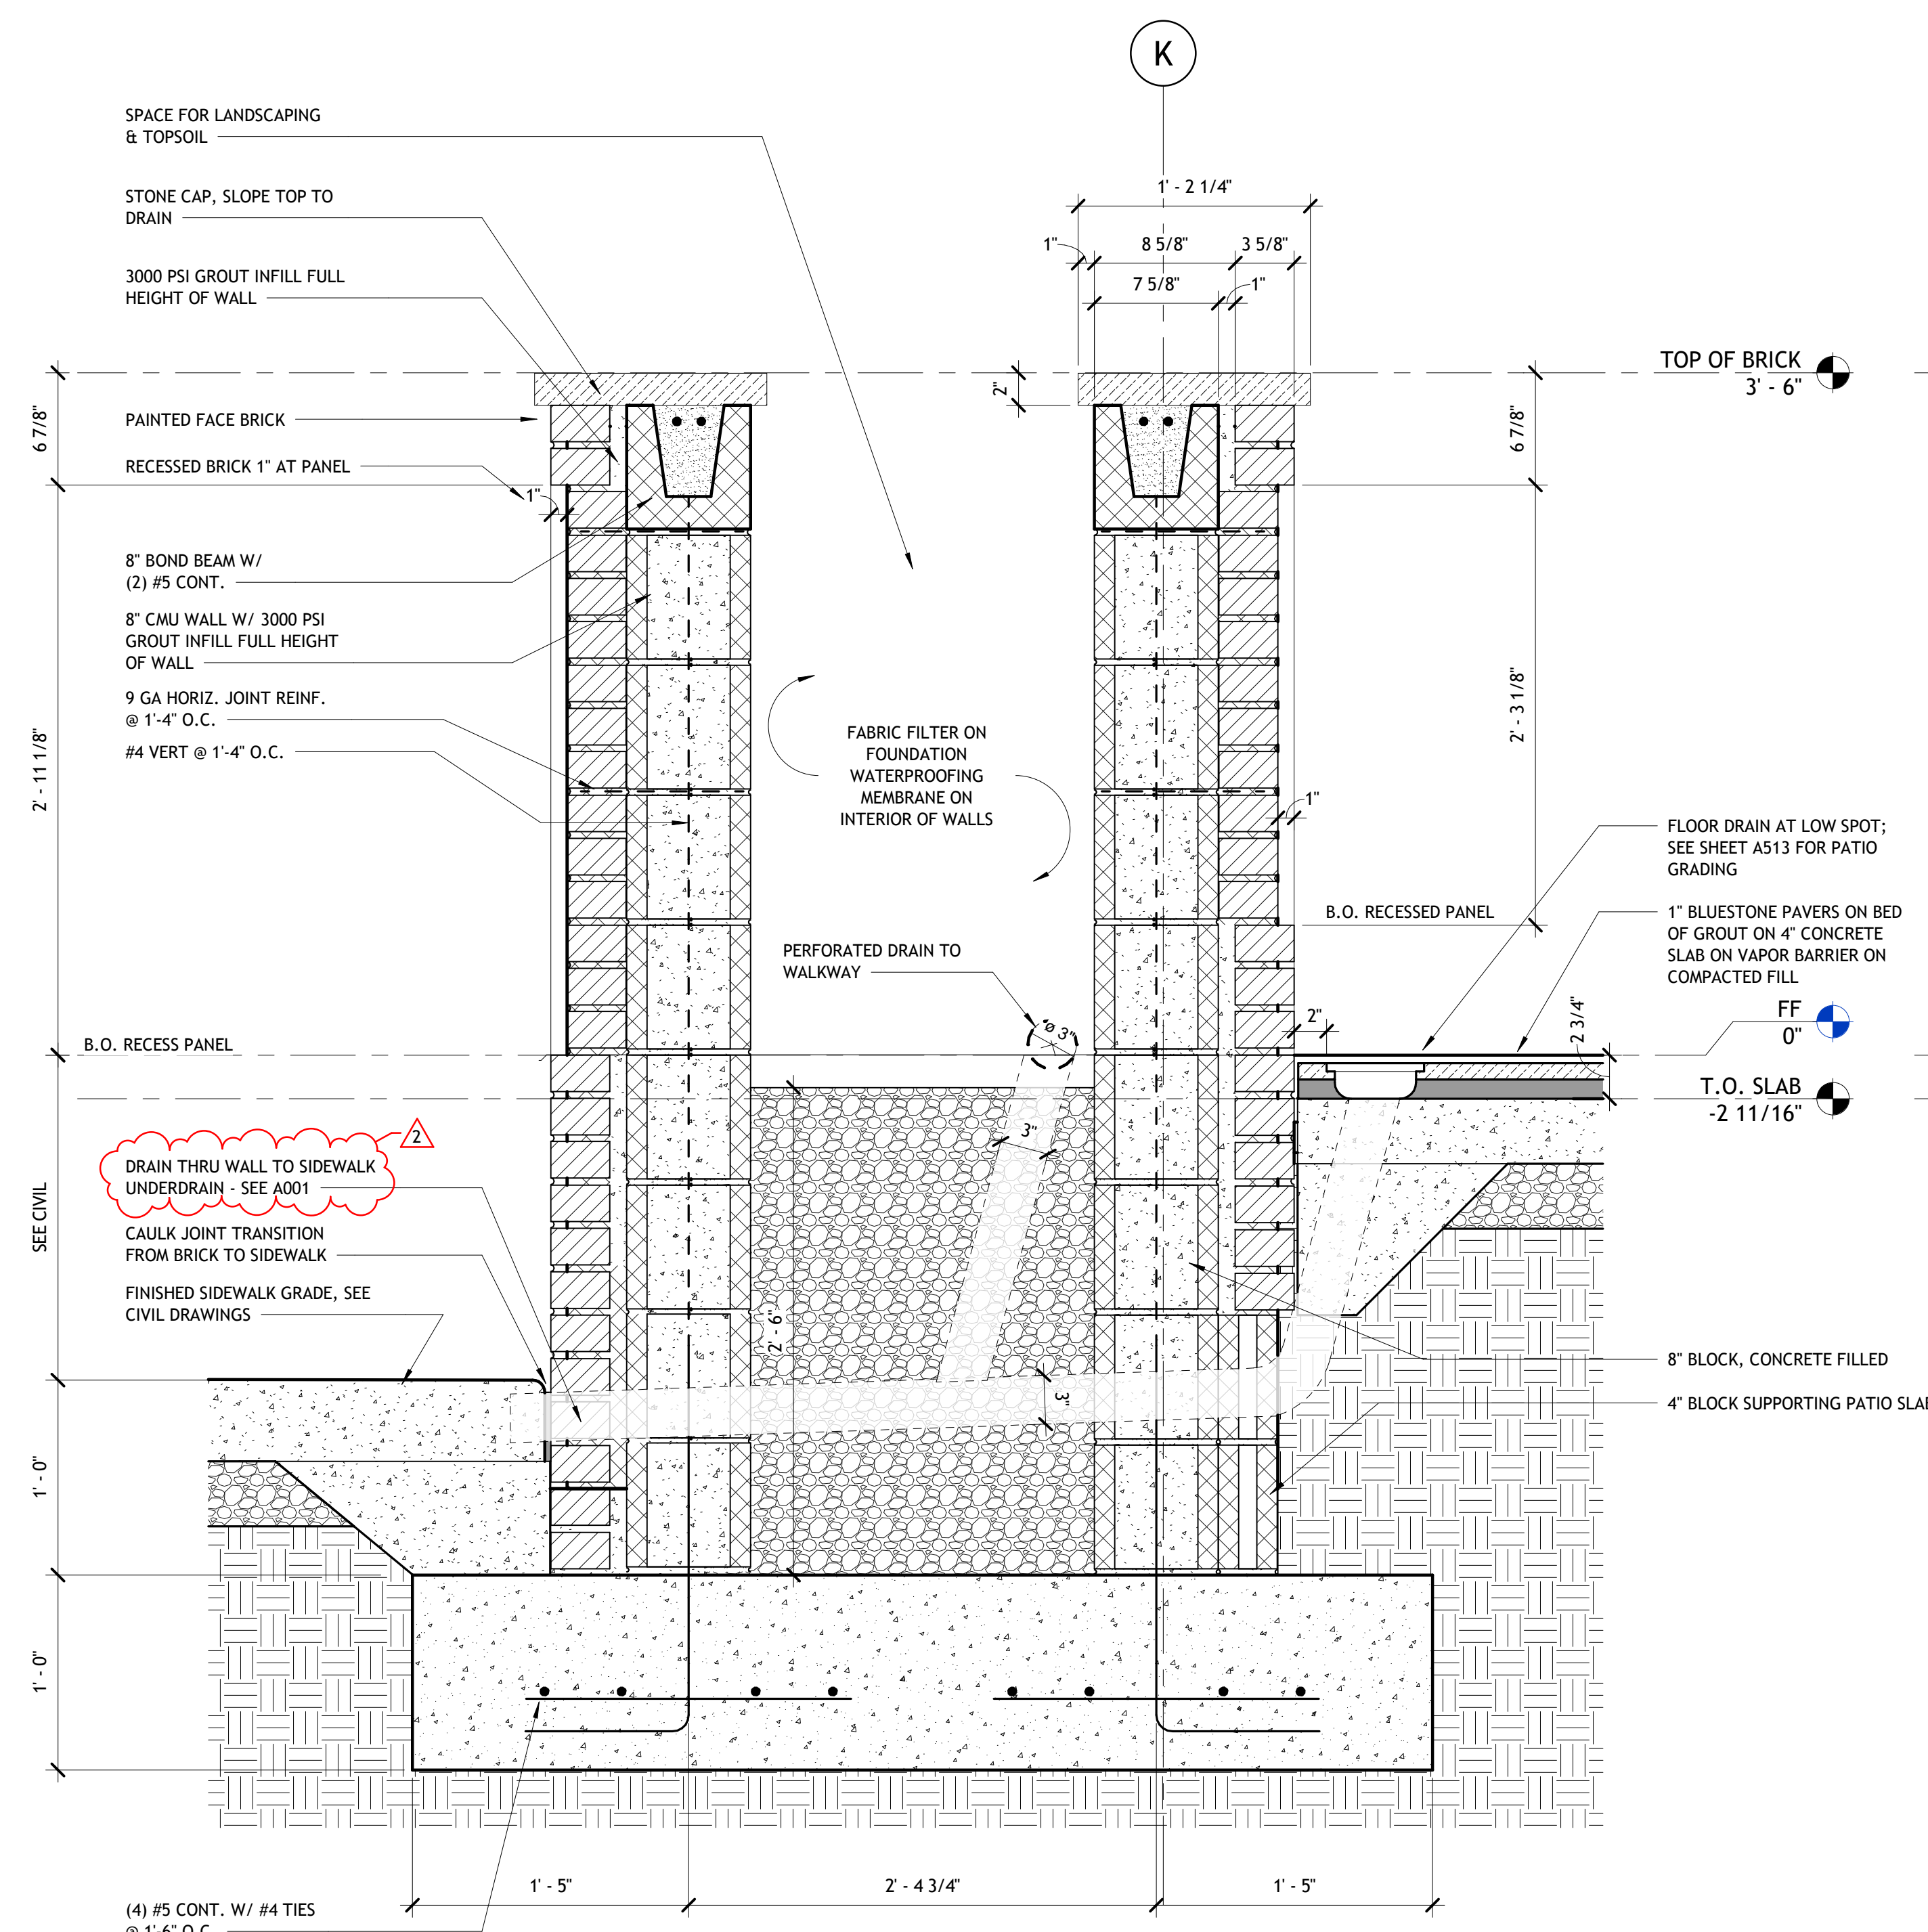 K
SPACE FOR LANDSCAPING
& TOPSOIL
STONE CAP, SLOPE TOP TO
DRAIN
3000 PSI GROUT INFILL FULL
HEIGHT OF WALL
PAINTED FACE BRICK
RECESSED BRICK 1" AT PANEL
8" BOND BEAM W/
(2) #5 CONT.
8" CMU WALL W/ 3000 PSI
GROUT INFILL FULL HEIGHT
OF WALL
9 GA HORIZ. JOINT REINF.
@ 1'-4" O.C.
#4 VERT @ 1'-4" O.C.
B.O. RECESS PANEL
DRAIN THRU WALL TO SIDEWALK
UNDERDRAIN - SEE A001
2
CAULK JOINT TRANSITION
FROM BRICK TO SIDEWALK
FINISHED SIDEWALK GRADE, SEE
CIVIL DRAWINGS
(4) #5 CONT. W/ #4 TIES
@ 1'-6" O.C.
6 7/8"
2' - 11 1/8"
SEE CIVIL
1' - 0"
1' - 0"
1"
1' - 2 1/4"
1"
8 5/8"
3 5/8"
7 5/8"
1"
2"
FABRIC FILTER ON
FOUNDATION
WATERPROOFING
MEMBRANE ON
INTERIOR OF WALLS
PERFORATED DRAIN TO
WALKWAY
ø 3"
3"
2' - 6"
3"
TOP OF BRICK
3' - 6"
6 7/8"
2' - 3 1/8"
1"
B.O. RECESSED PANEL
FLOOR DRAIN AT LOW SPOT;
SEE SHEET A513 FOR PATIO
GRADING
1" BLUESTONE PAVERS ON BED
OF GROUT ON 4" CONCRETE
SLAB ON VAPOR BARRIER ON
COMPACTED FILL
2"
2 3/4"
FF
0"
T.O. SLAB
-2 11/16"
8" BLOCK, CONCRETE FILLED
4" BLOCK SUPPORTING PATIO SLAB
1' - 5"
2' - 4 3/4"
1' - 5"